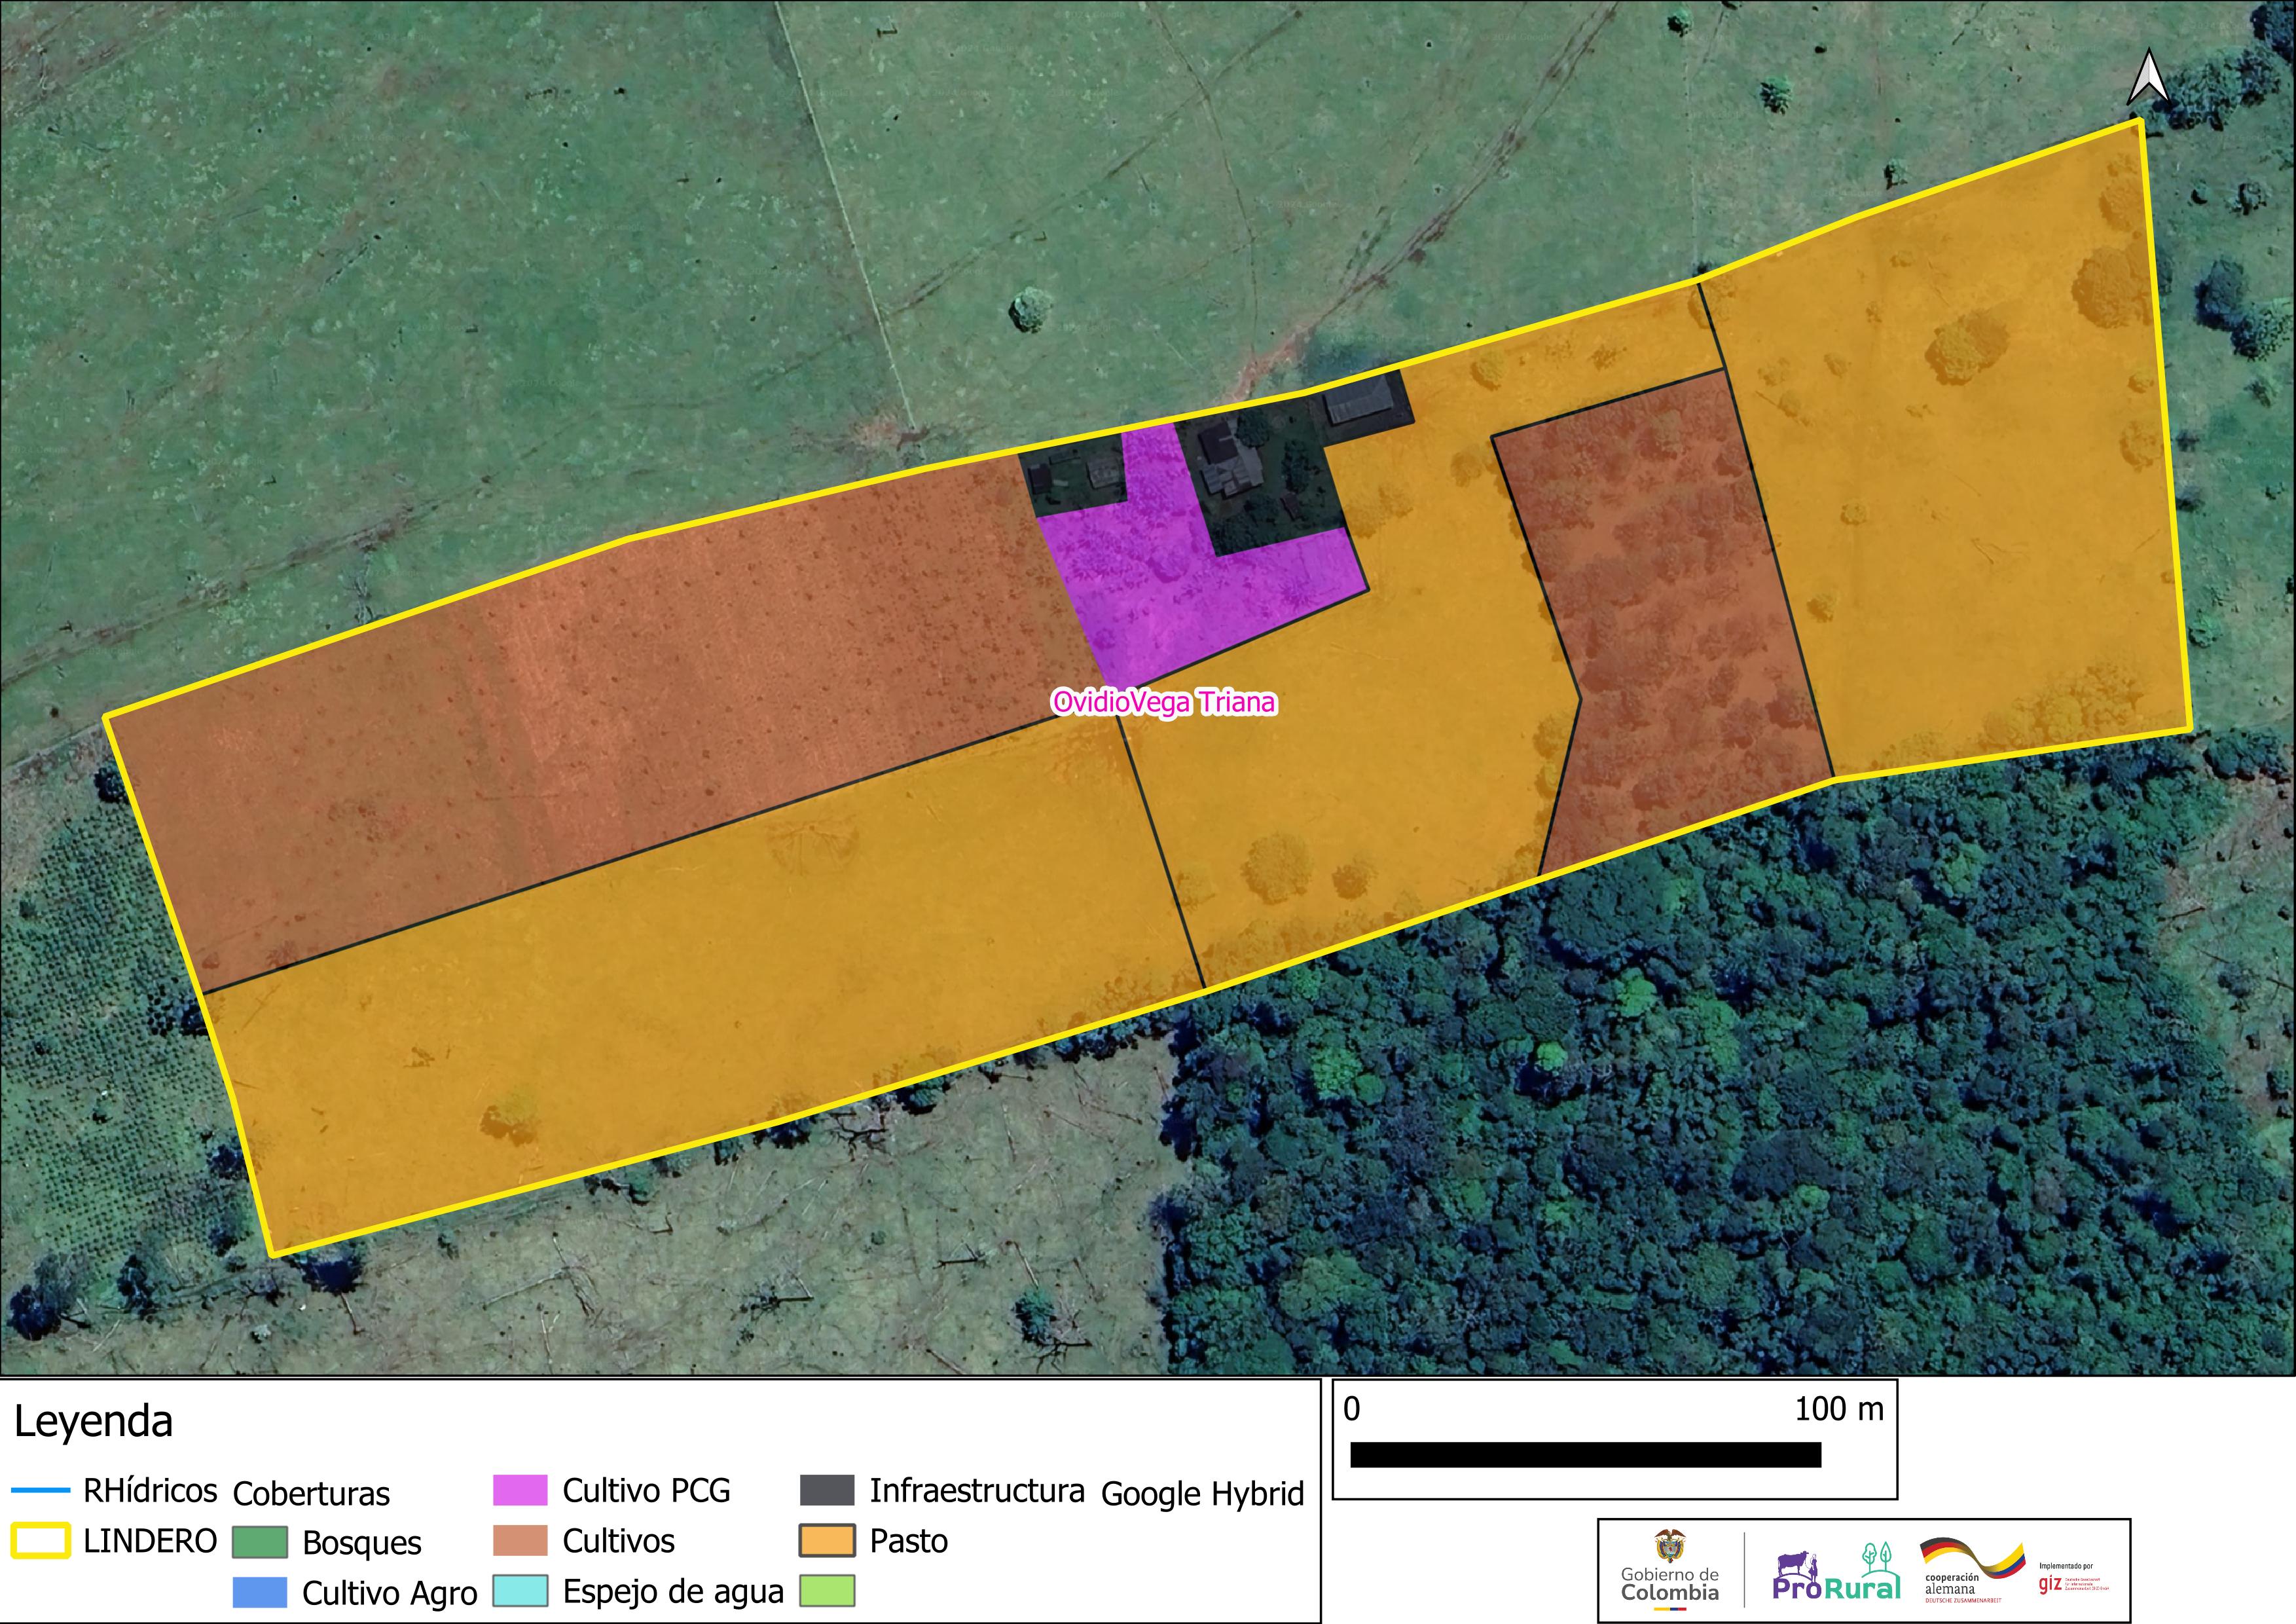 OvidioVega Triana
Leyenda
RHídricos
LINDERO
Coberturas
Bosques
Cultivo Agro
Cultivo PCG
Cultivos
Espejo de agua
Infraestructura
Pasto
Google Hybrid
0 100 m
Gobierno de
Colombia
ProRural
cooperación
alemana
DEUTSCHE ZUSAMMENARBEIT
Implementado por
giz